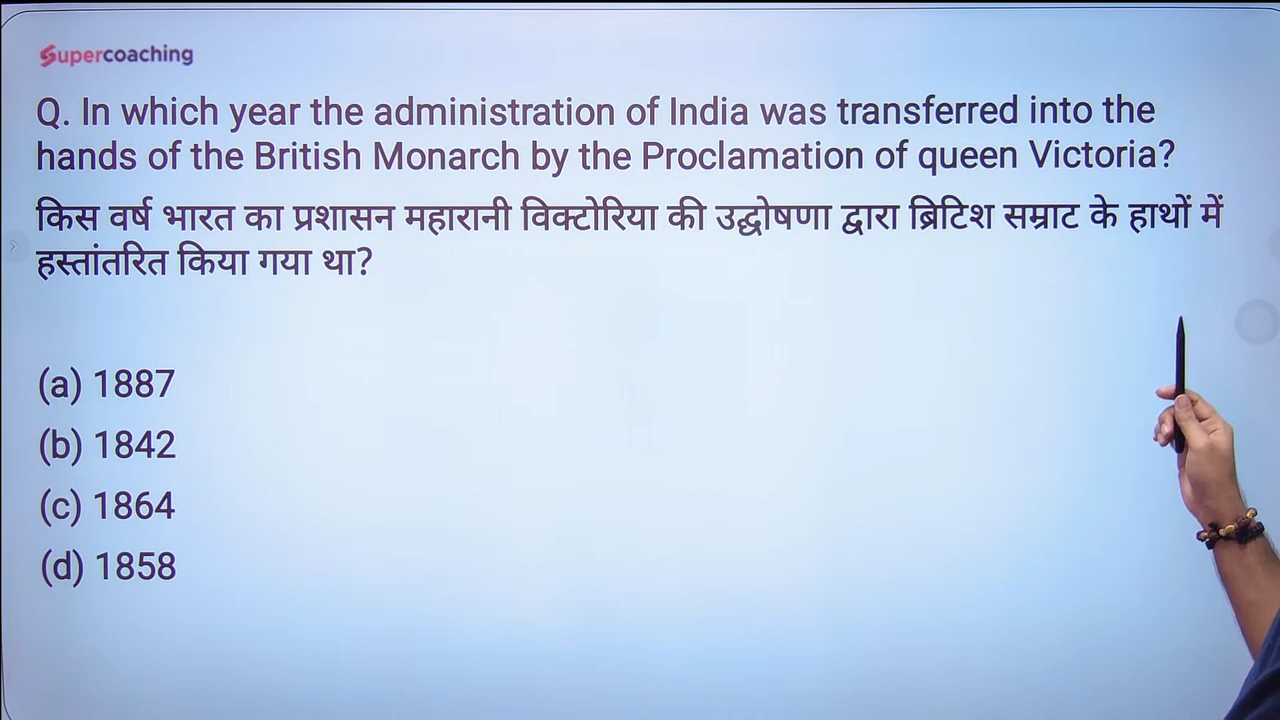 Supercoaching
Q. In which year the administration of India was transferred into the
hands of the British Monarch by the Proclamation of queen Victoria?
किस वर्ष भारत का प्रशासन महारानी विक्टोरिया की उद्घोषणा द्वारा ब्रिटिश सम्राट के हाथों में
हस्तांतरित किया गया था?
(a) 1887
(b) 1842
(c) 1864
(d) 1858